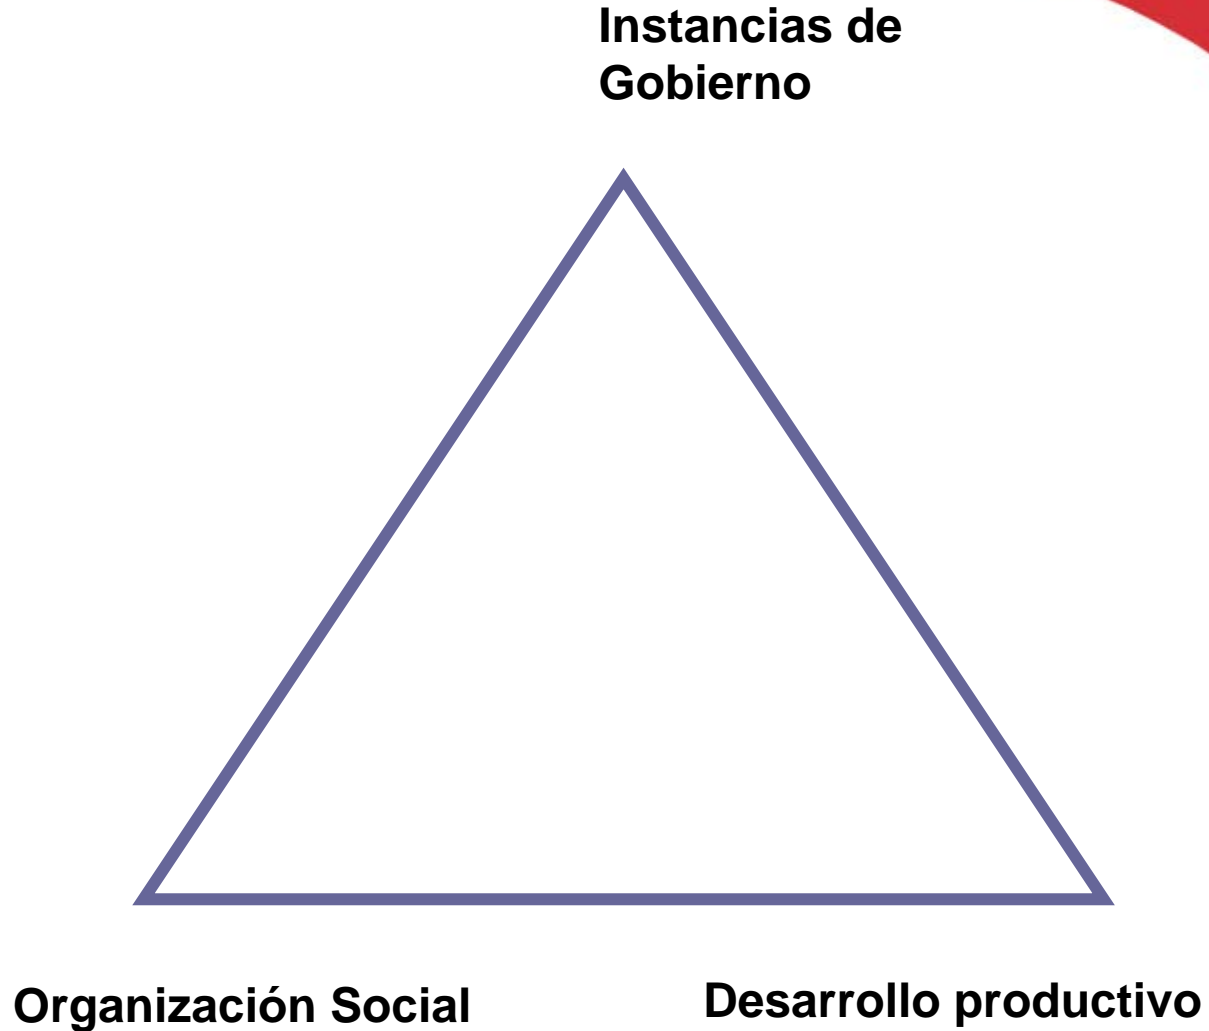 Instancias de
Gobierno
Organización Social
Desarrollo productivo